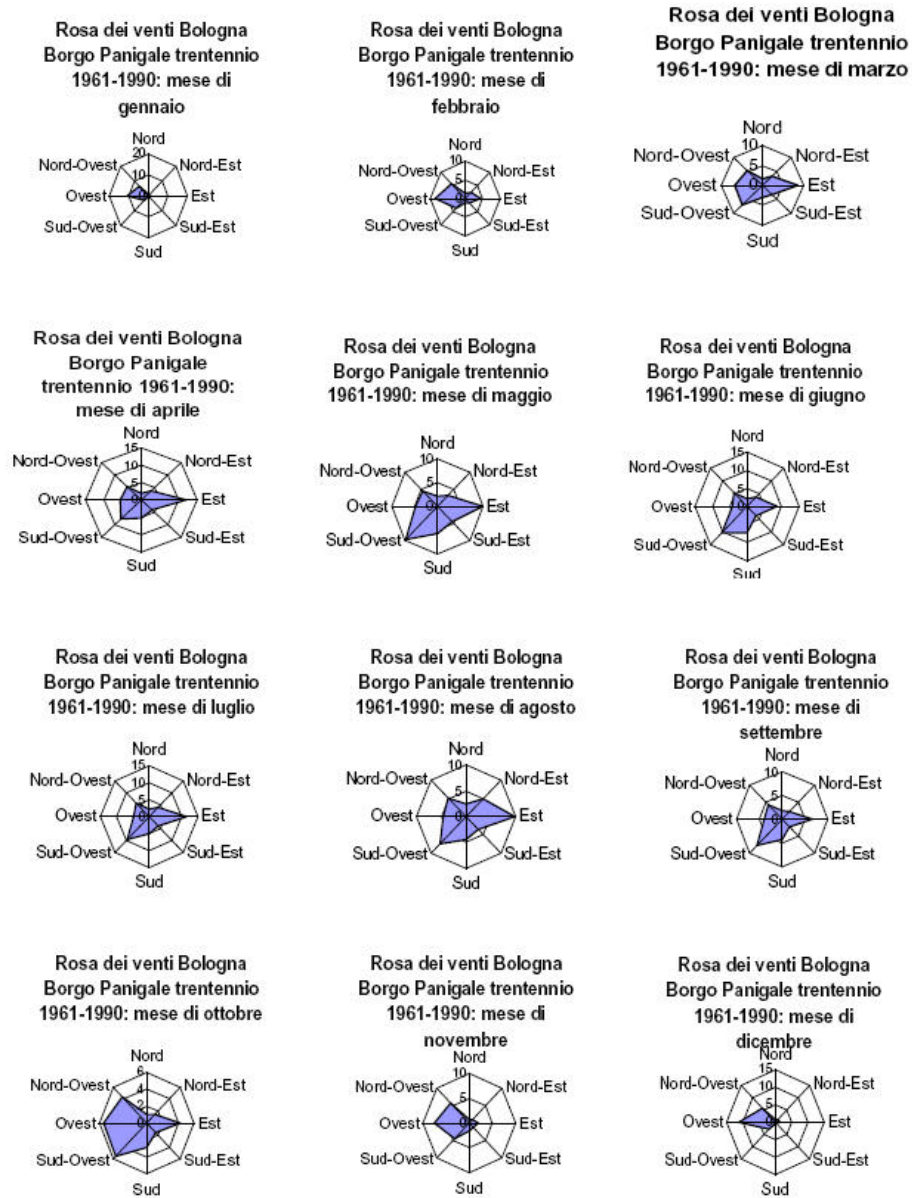 Rosa dei venti Bologna
Borgo Panigale trentennio
1961-1990: mese di
gennaio
Nord
20
Nord-Ovest
Nord-Est
10
Ovest
0
Est
Sud-Ovest
Sud-Est
Sud
Rosa dei venti Bologna
Borgo Panigale trentennio
1961-1990: mese di
febbraio
Nord
10
Nord-Ovest
Nord-Est
5
Ovest
0
Est
Sud-Ovest
Sud-Est
Sud
Rosa dei venti Bologna
Borgo Panigale trentennio
1961-1990: mese di marzo
Nord
10
Nord-Ovest
Nord-Est
5
Ovest
0
Est
Sud-Ovest
Sud-Est
Sud
Rosa dei venti Bologna
Borgo Panigale
trentennio 1961-1990:
mese di aprile
Nord
15
Nord-Ovest
Nord-Est
10
5
Ovest
0
Est
Sud-Ovest
Sud-Est
Sud
Rosa dei venti Bologna
Borgo Panigale trentennio
1961-1990: mese di maggio
Nord
10
Nord-Ovest
Nord-Est
5
Ovest
0
Est
Sud-Ovest
Sud-Est
Sud
Rosa dei venti Bologna
Borgo Panigale trentennio
1961-1990: mese di giugno
Nord
15
Nord-Ovest
Nord-Est
10
5
Ovest
0
Est
Sud-Ovest
Sud-Est
Sud
Rosa dei venti Bologna
Borgo Panigale trentennio
1961-1990: mese di luglio
Nord
15
Nord-Ovest
Nord-Est
10
5
Ovest
0
Est
Sud-Ovest
Sud-Est
Sud
Rosa dei venti Bologna
Borgo Panigale trentennio
1961-1990: mese di agosto
Nord
10
Nord-Ovest
Nord-Est
5
Ovest
0
Est
Sud-Ovest
Sud-Est
Sud
Rosa dei venti Bologna
Borgo Panigale trentennio
1961-1990: mese di
settembre
Nord
10
Nord-Ovest
Nord-Est
5
Ovest
0
Est
Sud-Ovest
Sud-Est
Sud
Rosa dei venti Bologna
Borgo Panigale trentennio
1961-1990: mese di ottobre
Nord
6
Nord-Ovest
Nord-Est
4
2
Ovest
0
Est
Sud-Ovest
Sud-Est
Sud
Rosa dei venti Bologna
Borgo Panigale trentennio
1961-1990: mese di
novembre
Nord
10
Nord-Ovest
Nord-Est
5
Ovest
0
Est
Sud-Ovest
Sud-Est
Sud
Rosa dei venti Bologna
Borgo Panigale trentennio
1961-1990: mese di
dicembre
Nord
15
Nord-Ovest
Nord-Est
10
5
Ovest
0
Est
Sud-Ovest
Sud-Est
Sud